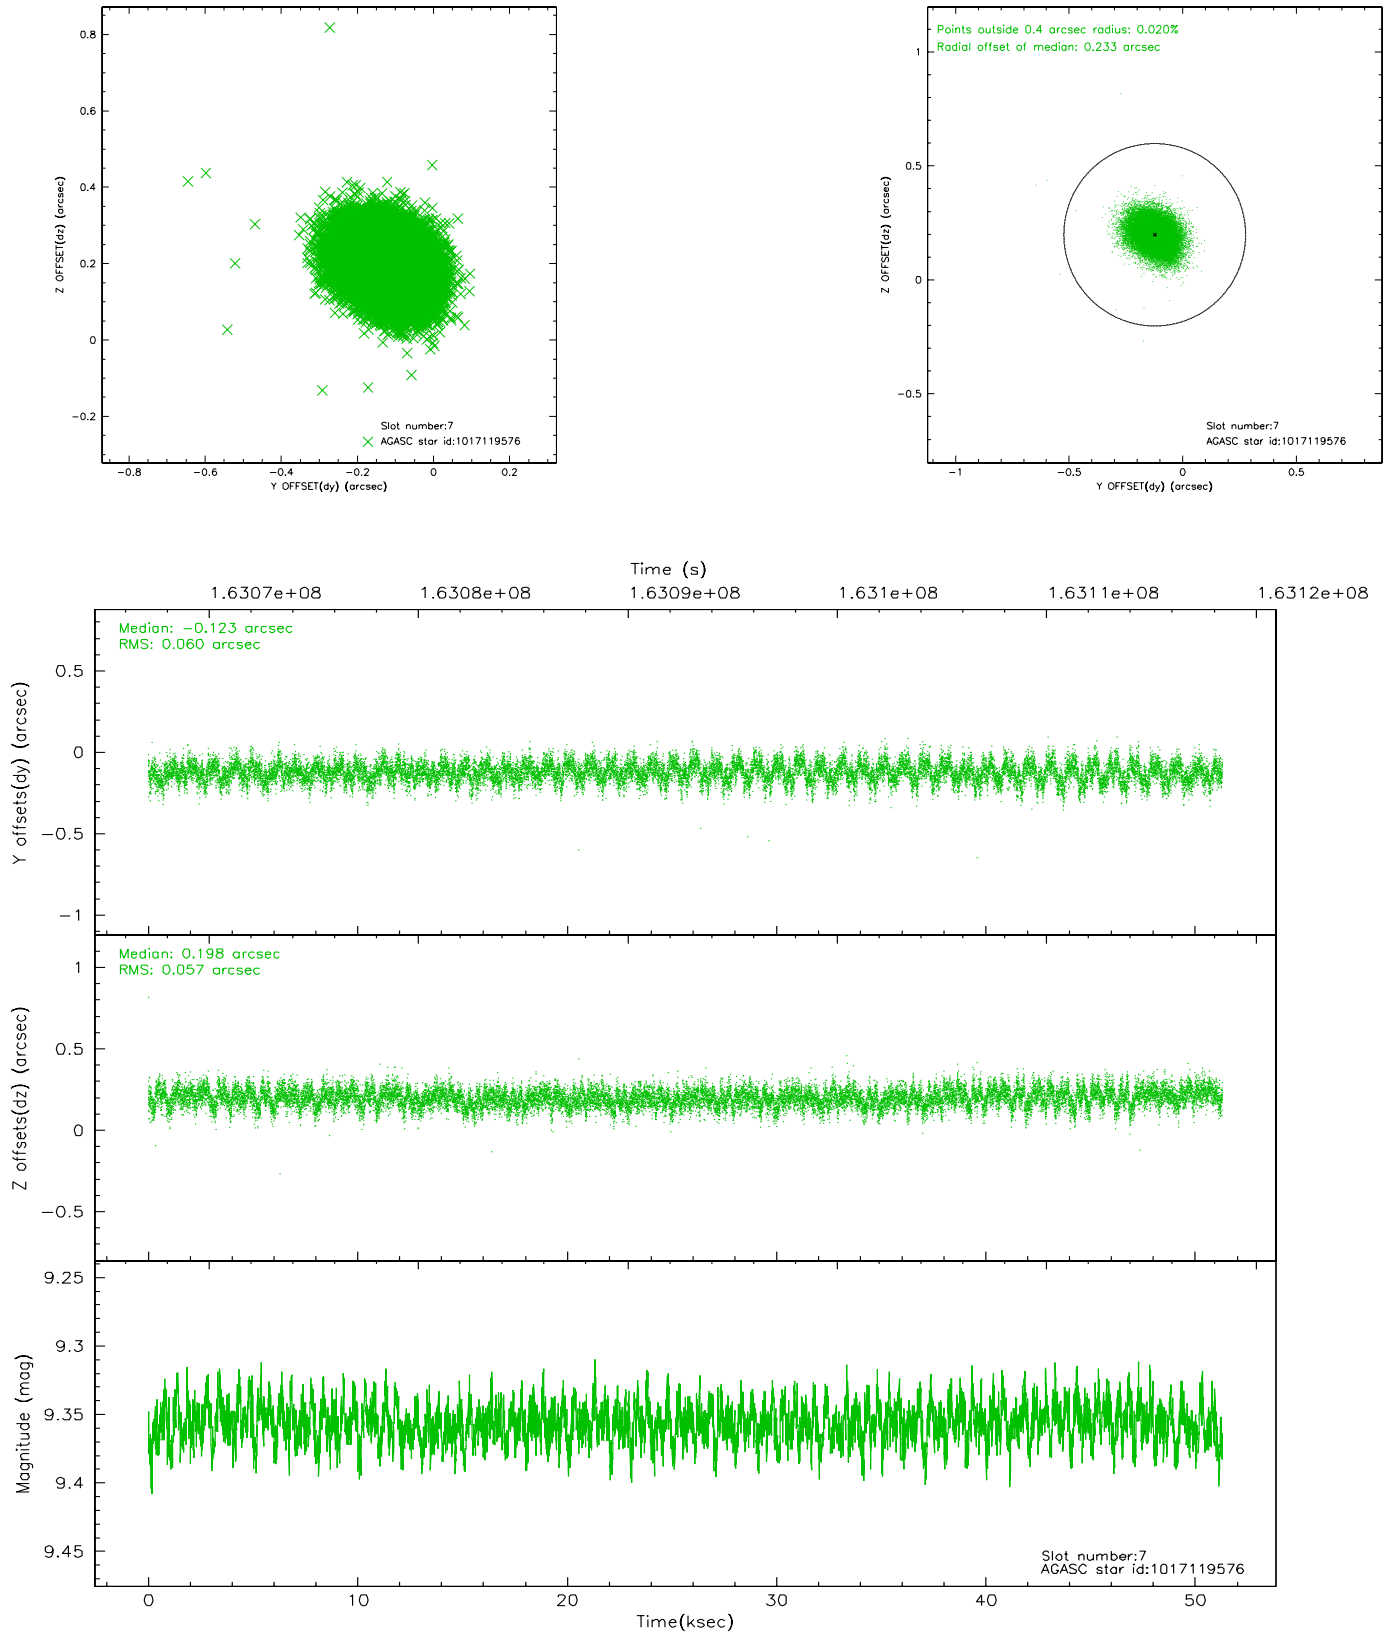 0.8
0.6
0.4
0.2
0
−0.2
Z OFFSET(dz) (arcsec)
−0.8 −0.6 −0.4 −0.2 0 0.2
Y OFFSET(dy) (arcsec)
Slot number:7
AGASC star id:1017119576
Points outside 0.4 arcsec radius: 0.020%
Radial offset of median: 0.233 arcsec
1
0.5
0
−0.5
Z OFFSET(dz) (arcsec)
−1 −0.5 0 0.5
Y OFFSET(dy) (arcsec)
Slot number:7
AGASC star id:1017119576
Time (s)
1.6307e+08 1.6308e+08 1.6309e+08 1.631e+08 1.6311e+08 1.6312e+08
Median: −0.123 arcsec
RMS: 0.060 arcsec
0.5
0
−0.5
−1
Y offsets(dy) (arcsec)
Median: 0.198 arcsec
RMS: 0.057 arcsec
1
0.5
0
−0.5
Z offsets(dz) (arcsec)
9.25
9.3
9.35
9.4
9.45
Magnitude (mag)
Slot number:7
AGASC star id:1017119576
0 10 20 30 40 50
Time(ksec)